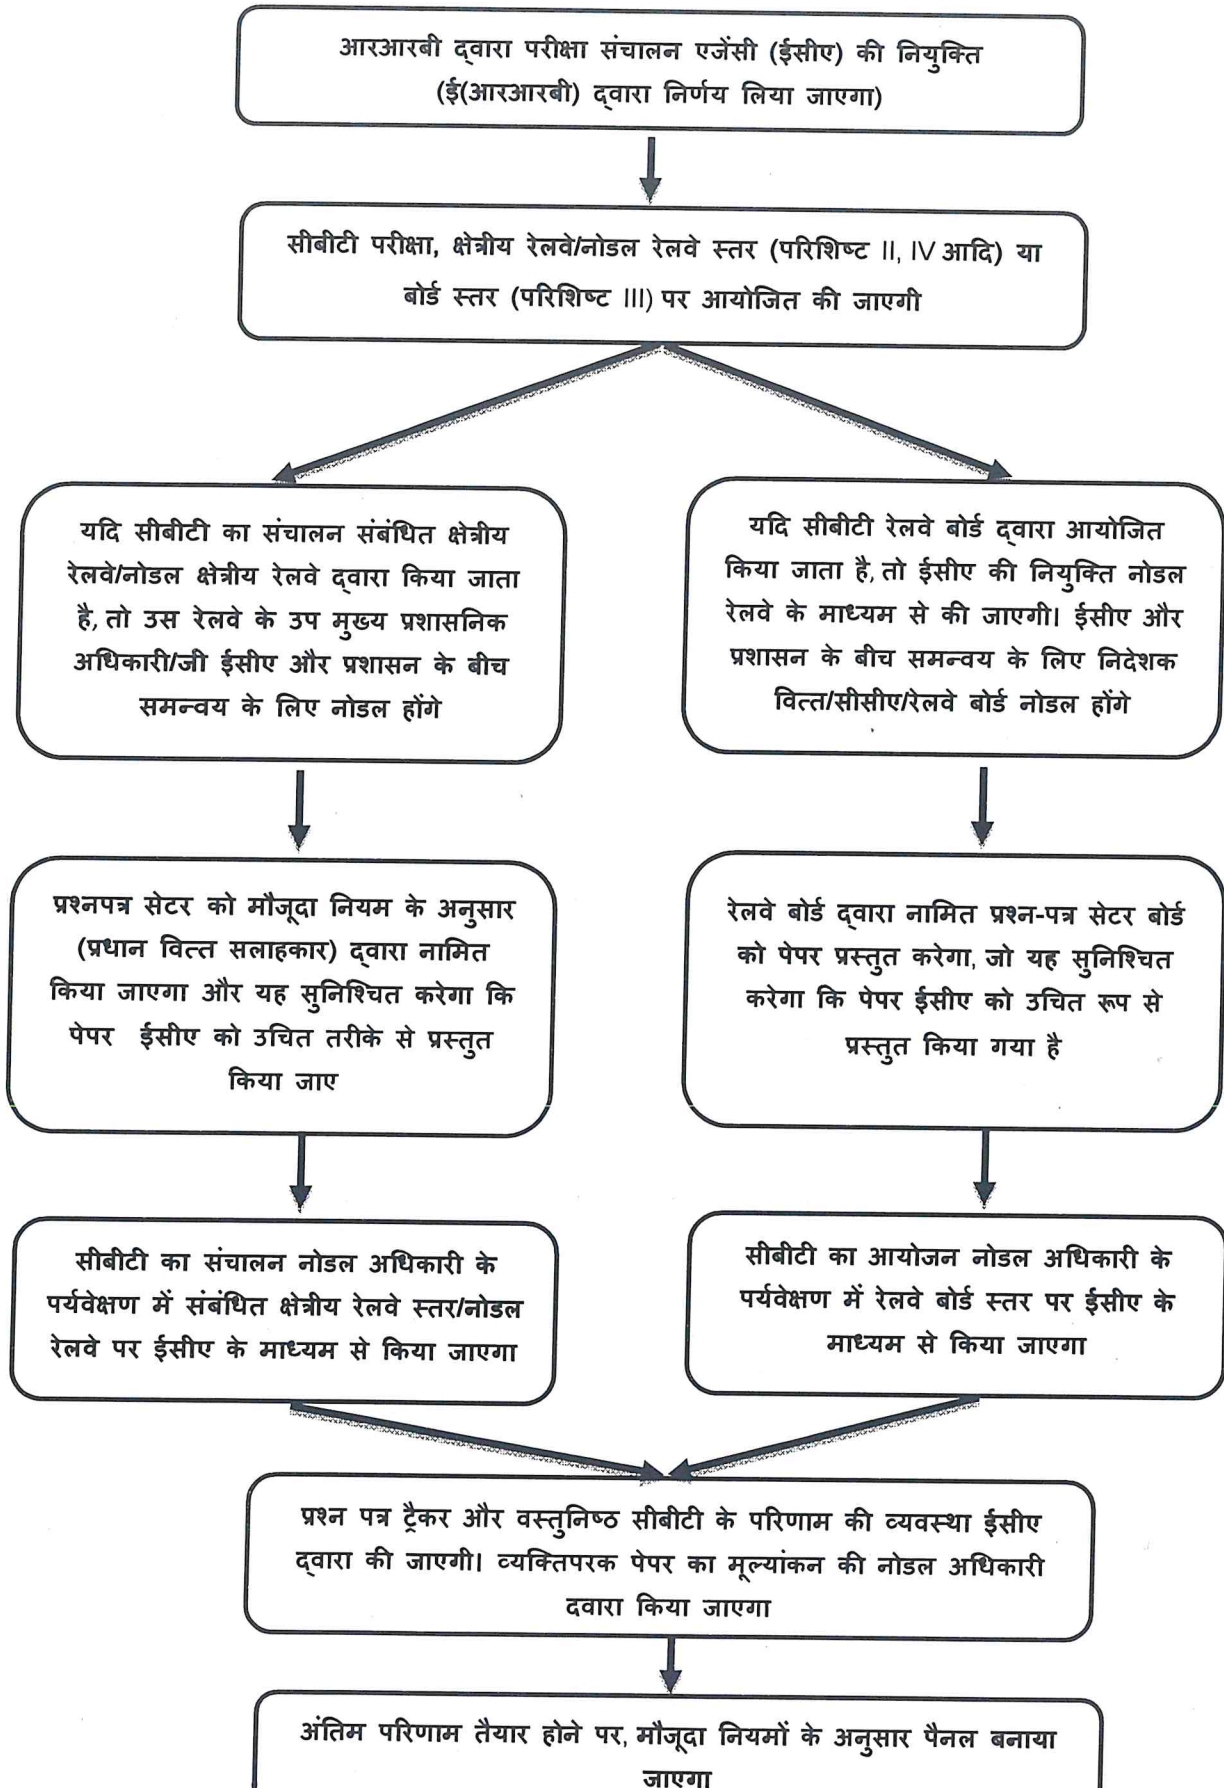 आरआरबी द्वारा परीक्षा संचालन एजेंसी (ईसीए) की नियुक्ति
(ई(आरआरबी) द्वारा निर्णय लिया जाएगा)
सीबीटी परीक्षा, क्षेत्रीय रेलवे/नोडल रेलवे स्तर (परिशिष्ट II, IV आदि) या
बोर्ड स्तर (परिशिष्ट III) पर आयोजित की जाएगी
यदि सीबीटी का संचालन संबंधित क्षेत्रीय
रेलवे/नोडल क्षेत्रीय रेलवे द्वारा किया जाता
है, तो उस रेलवे के उप मुख्य प्रशासनिक
अधिकारी/जी ईसीए और प्रशासन के बीच
समन्वय के लिए नोडल होंगे
यदि सीबीटी रेलवे बोर्ड द्वारा आयोजित
किया जाता है, तो ईसीए की नियुक्ति नोडल
रेलवे के माध्यम से की जाएगी। ईसीए और
प्रशासन के बीच समन्वय के लिए निदेशक
वित्त/सीसीए/रेलवे बोर्ड नोडल होंगे
प्रश्नपत्र सेटर को मौजूदा नियम के अनुसार
(प्रधान वित्त सलाहकार) द्वारा नामित
किया जाएगा और यह सुनिश्चित करेगा कि
पेपर ईसीए को उचित तरीके से प्रस्तुत
किया जाए
रेलवे बोर्ड द्वारा नामित प्रश्न-पत्र सेटर बोर्ड
को पेपर प्रस्तुत करेगा, जो यह सुनिश्चित
करेगा कि पेपर ईसीए को उचित रूप से
प्रस्तुत किया गया है
सीबीटी का संचालन नोडल अधिकारी के
पर्यवेक्षण में संबंधित क्षेत्रीय रेलवे स्तर/नोडल
रेलवे पर ईसीए के माध्यम से किया जाएगा
सीबीटी का आयोजन नोडल अधिकारी के
पर्यवेक्षण में रेलवे बोर्ड स्तर पर ईसीए के
माध्यम से किया जाएगा
प्रश्न पत्र ट्रैकर और वस्तुनिष्ठ सीबीटी के परिणाम की व्यवस्था ईसीए
द्वारा की जाएगी। व्यक्तिपरक पेपर का मूल्यांकन की नोडल अधिकारी
दवारा किया जाएगा
अंतिम परिणाम तैयार होने पर, मौजूदा नियमों के अनुसार पैनल बनाया
जाएगा